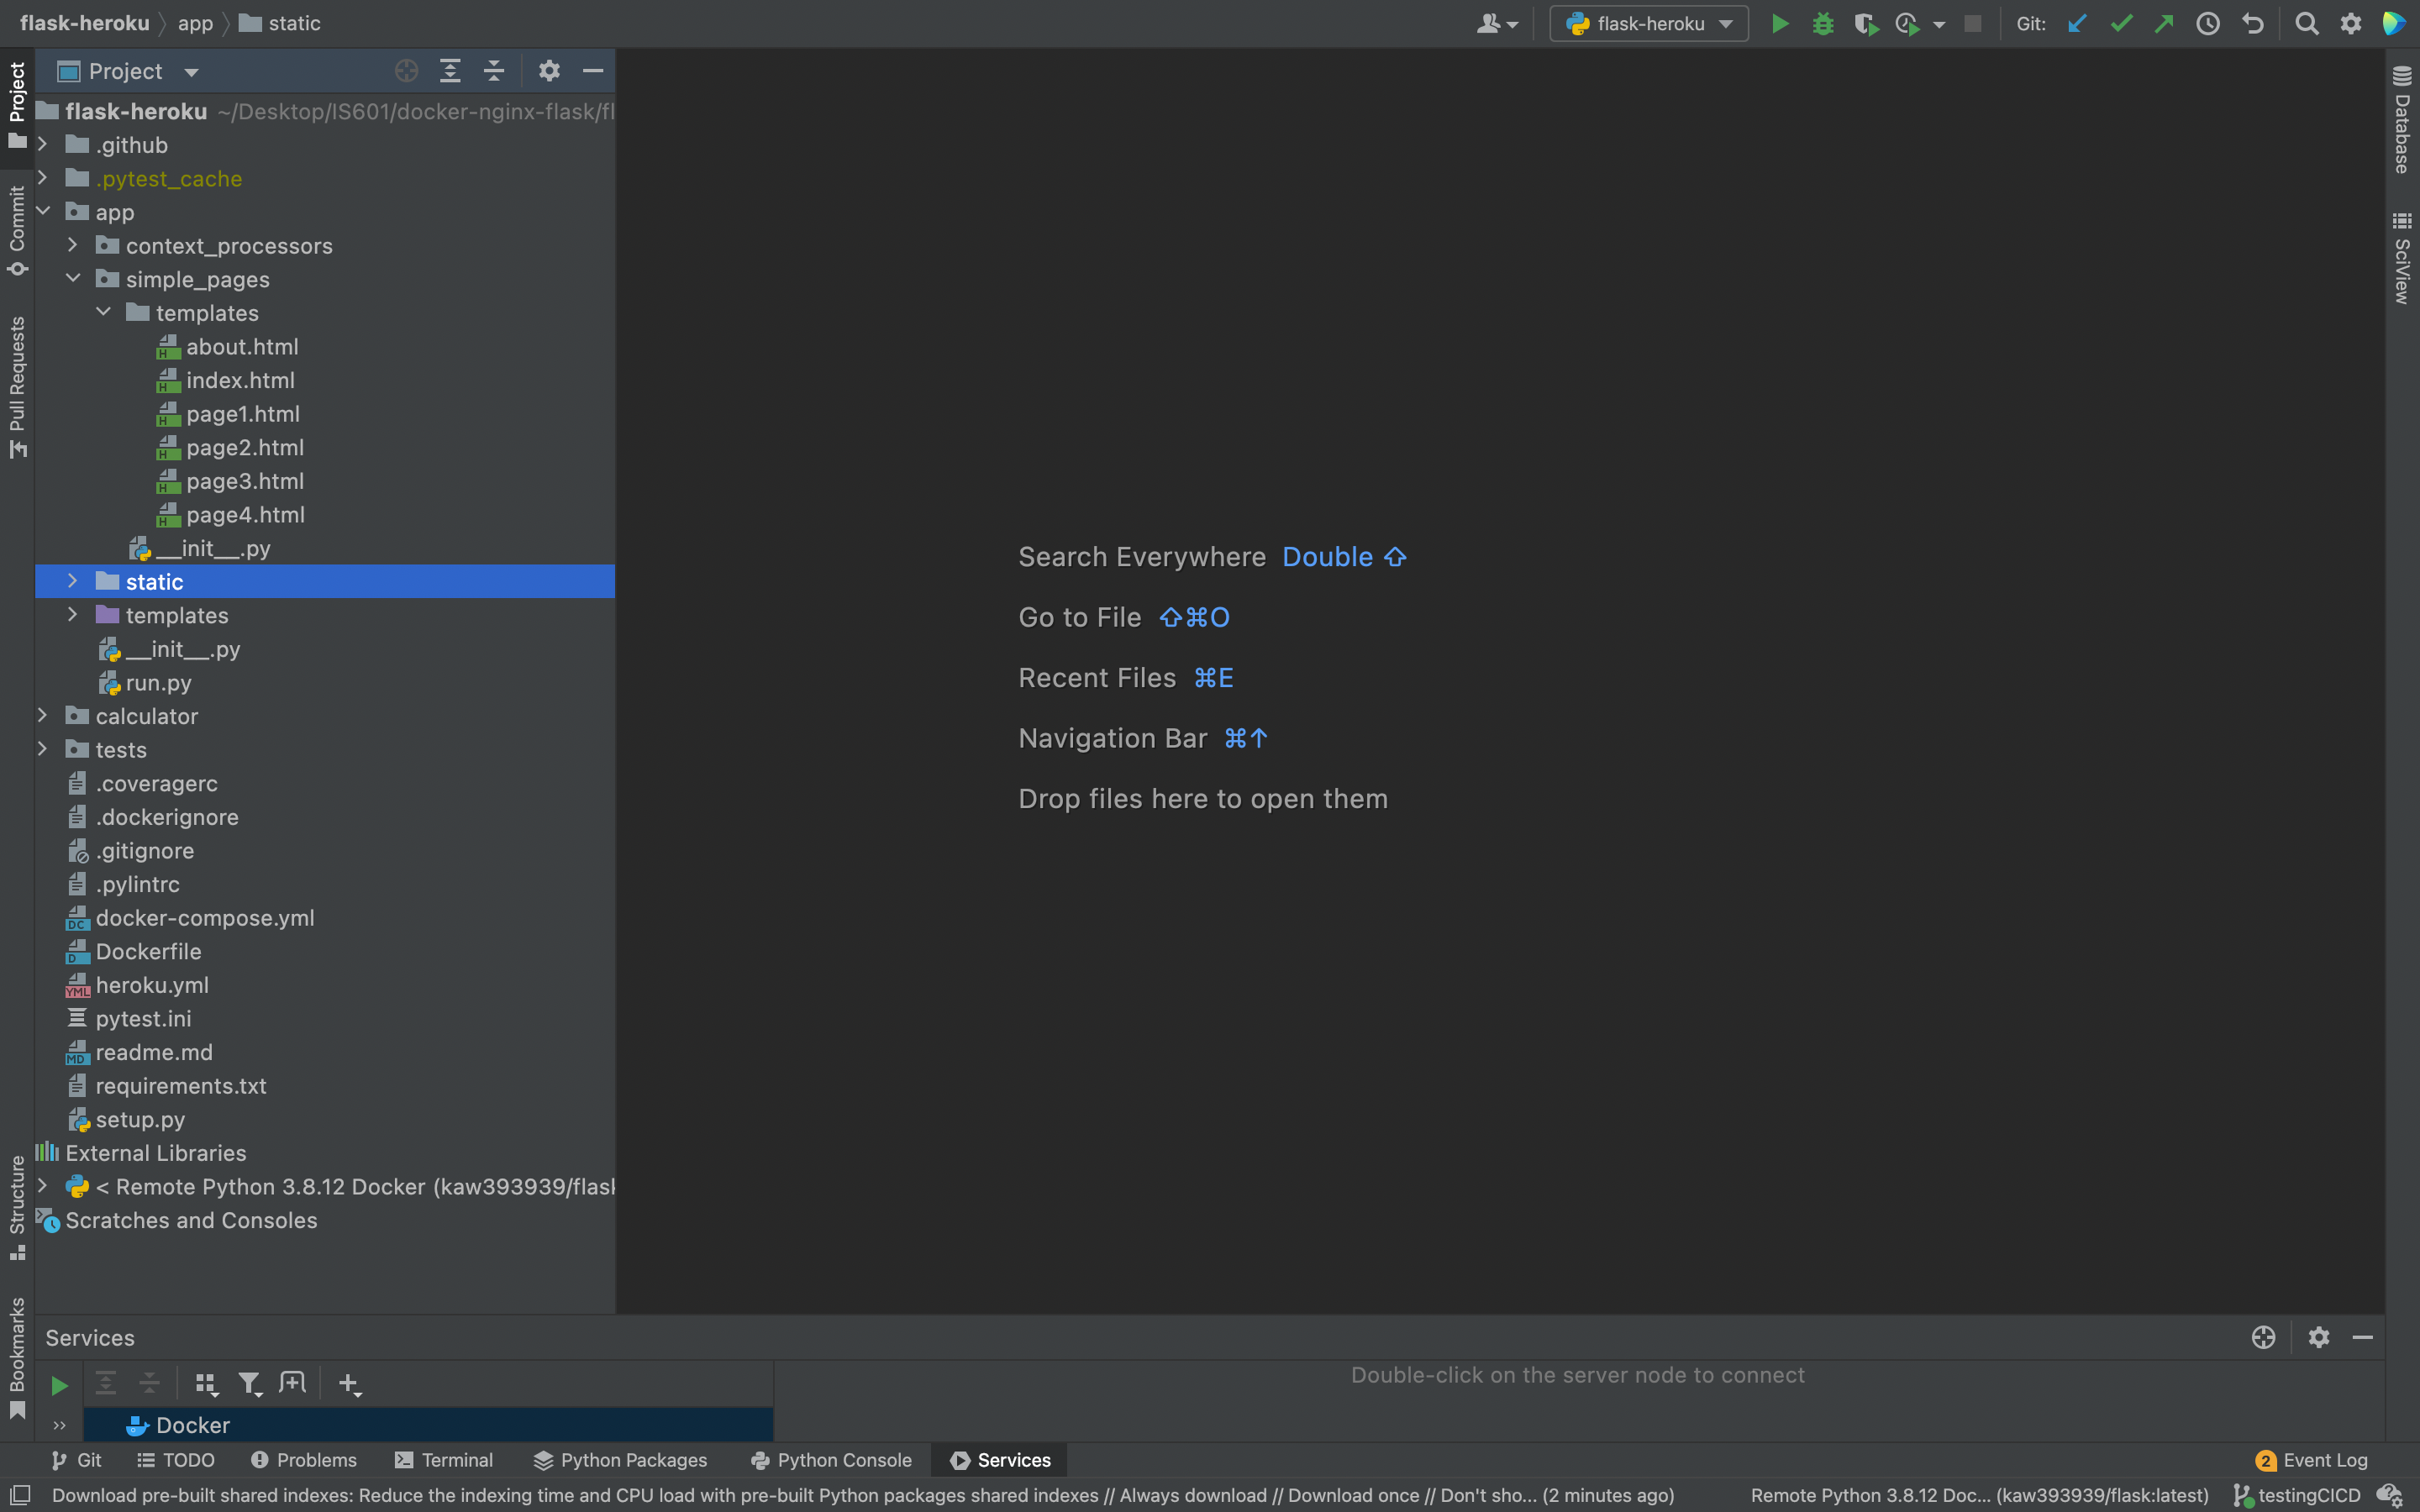 flask-heroku app static
flask-heroku
Git:
Project
Project
Commit
Pull Requests
Structure
Bookmarks
flask-heroku ~/Desktop/IS601/docker-nginx-flask/fl
.github
.pytest_cache
app
context_processors
simple_pages
templates
about.html
index.html
page1.html
page2.html
page3.html
page4.html
__init__.py
static
templates
__init__.py
run.py
calculator
tests
.coveragerc
.dockerignore
.gitignore
.pylintrc
docker-compose.yml
Dockerfile
heroku.yml
pytest.ini
readme.md
requirements.txt
setup.py
External Libraries
< Remote Python 3.8.12 Docker (kaw393939/flas
Scratches and Consoles
Search Everywhere Double ⇧
Go to File ⇧⌘O
Recent Files ⌘E
Navigation Bar ⌘↑
Drop files here to open them
Database
SciView
Services
Double-click on the server node to connect
Docker
Git TODO Problems Terminal Python Packages Python Console Services 2 Event Log
Download pre-built shared indexes: Reduce the indexing time and CPU load with pre-built Python packages shared indexes // Always download // Download once // Don't sho... (2 minutes ago) Remote Python 3.8.12 Doc... (kaw393939/flask:latest) testingCICD